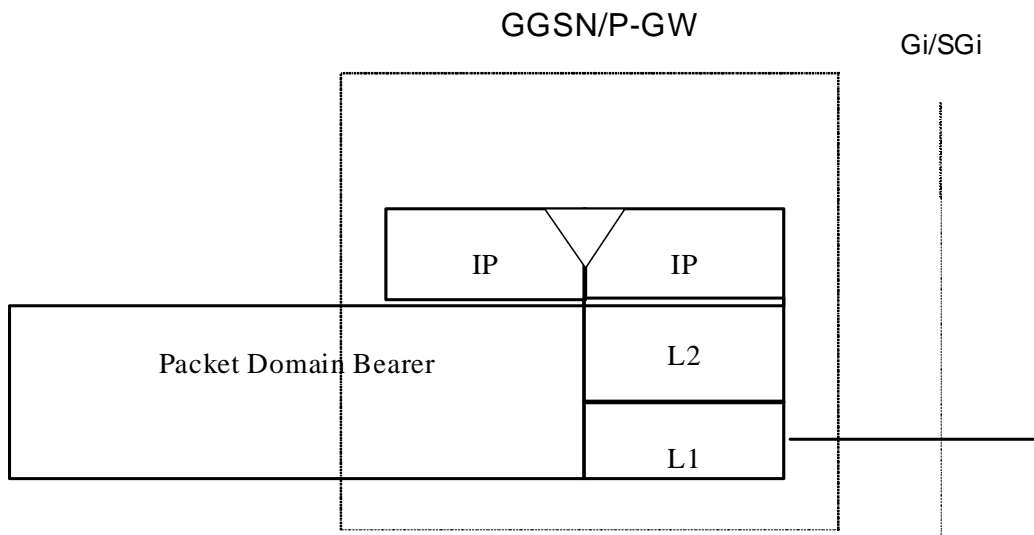 GGSN/P-GW
Gi/SGi
IP
IP
Packet Domain Bearer
L2
L1